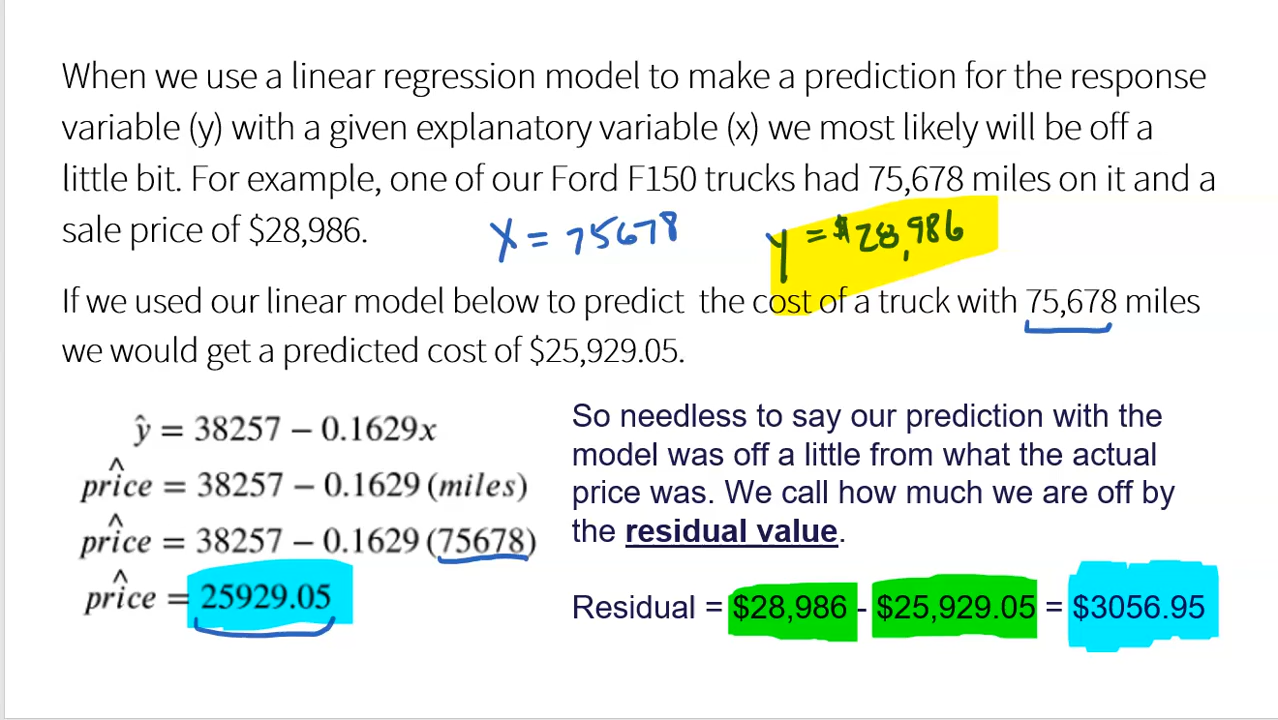 When we use a linear regression model to make a prediction for the response
variable (y) with a given explanatory variable (x) we most likely will be off a
little bit. For example, one of our Ford F150 trucks had 75,678 miles on it and a
sale price of $28,986.
X = 75678
y = $28,986
If we used our linear model below to predict  the cost of a truck with 75,678 miles
we would get a predicted cost of $25,929.05.
ŷ = 38257 − 0.1629x
^
price = 38257 − 0.1629 (miles)
^
price = 38257 − 0.1629 (75678)
^
price = 25929.05
So needless to say our prediction with the
model was off a little from what the actual
price was. We call how much we are off by
the residual value.
Residual = $28,986 - $25,929.05 = $3056.95